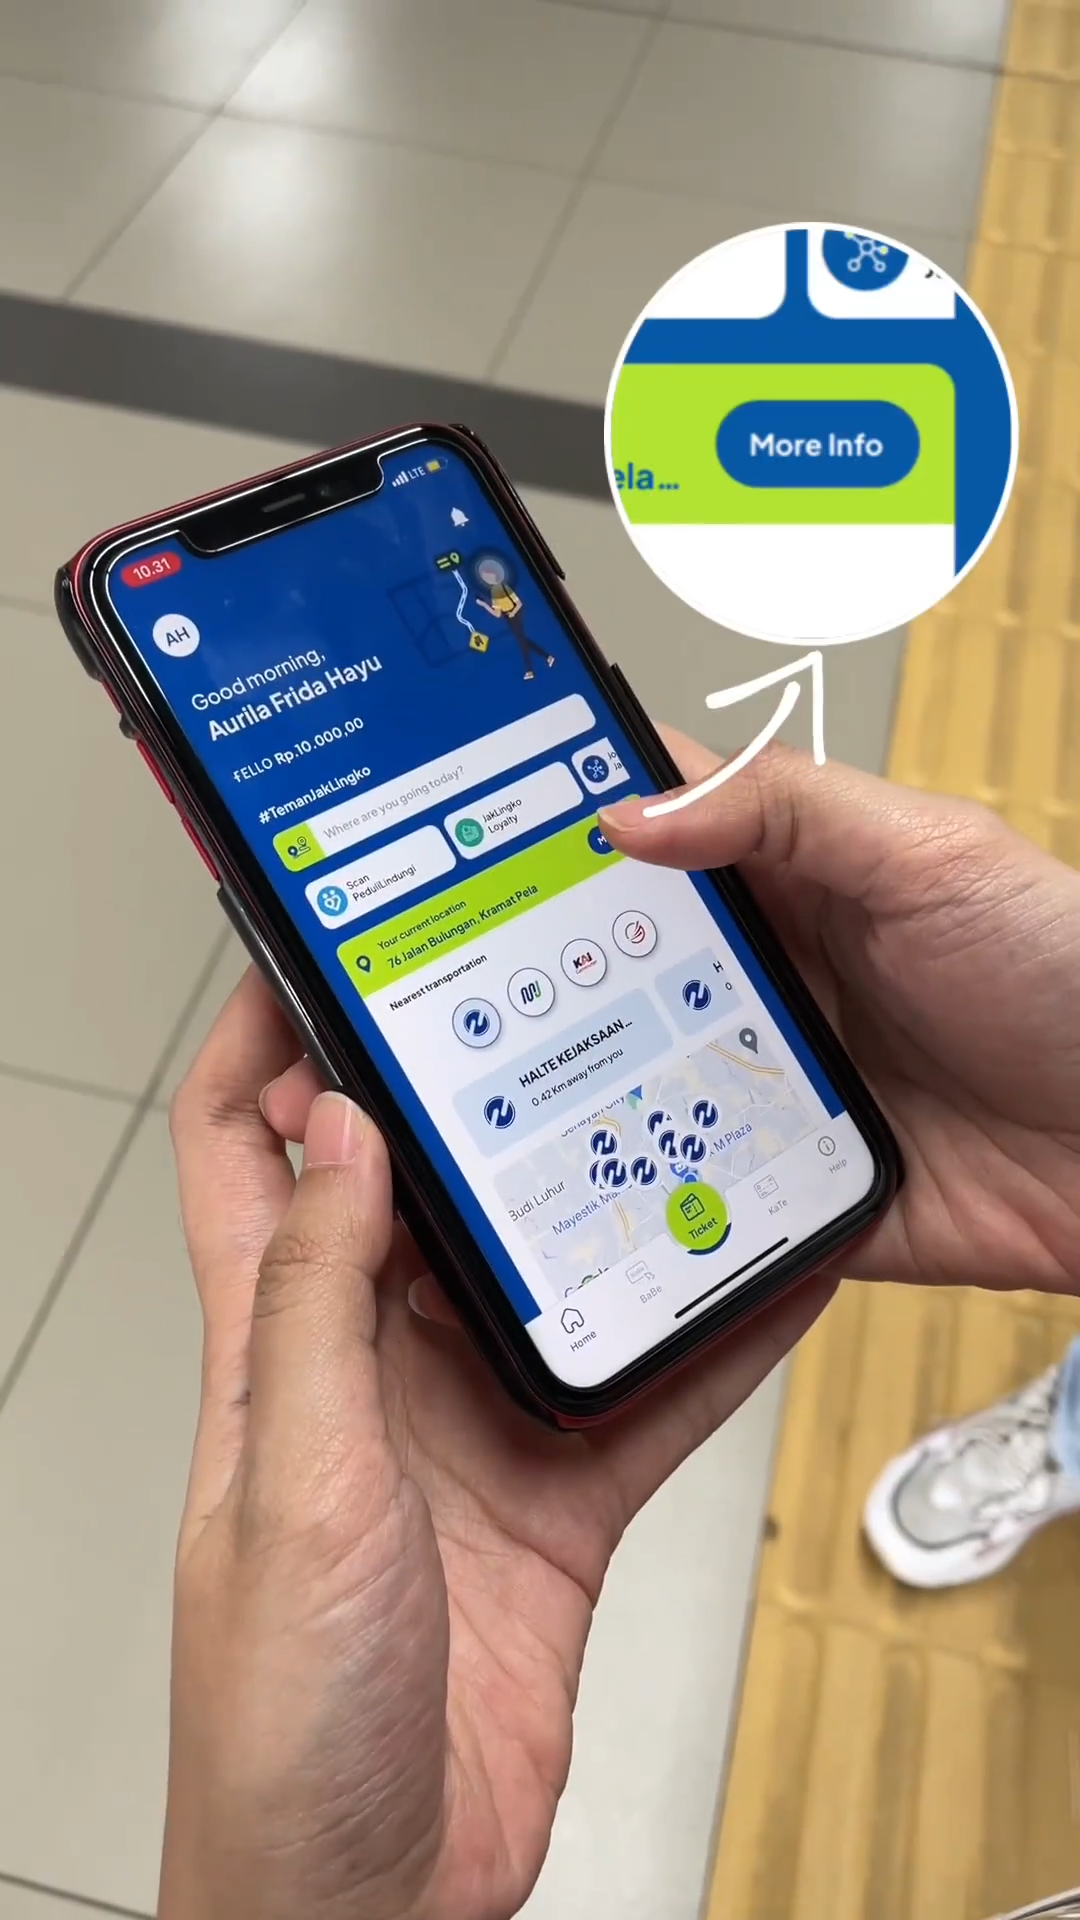 More Info
ela...
10.31
LTE
AH
Good morning,
Aurila Frida Hayu
FELLO Rp.10.000,00
#TemanJakLingko
Where are you going today?
Scan
PeduliLindungi
JakLingko
Loyalty
Your current location
76 Jalan Bulungan, Kramat Pela
Nearest transportation
KAI
HALTE KEJAKSAAN...
0.42 Km away from you
Budi Luhur
M Plaza
Ticket
Home
BaBe
KaTe
Help